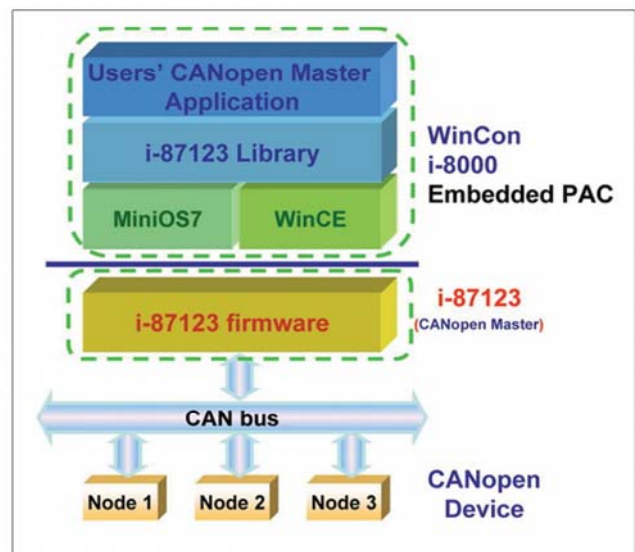 Users' CANopen Master
Application
i-87123 Library
MiniOS7
WinCE
WinCon
i-8000
Embedded PAC
i-87123 firmware
i-87123
(CANopen Master)
CAN bus
Node 1
Node 2
Node 3
CANopen
Device